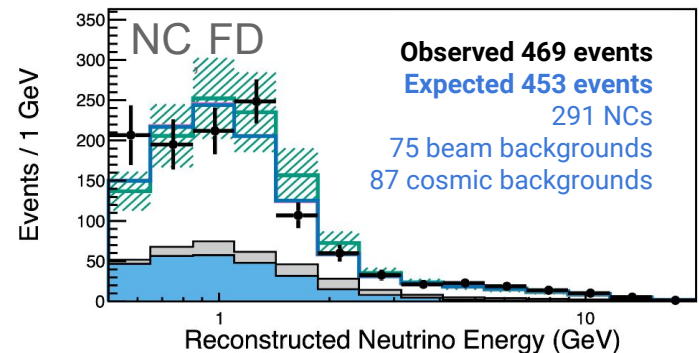 NC FD
Observed 469 events
Expected 453 events
291 NCs
75 beam backgrounds
87 cosmic backgrounds
Events / 1 GeV
350
300
250
200
150
100
50
0
1
10
Reconstructed Neutrino Energy (GeV)